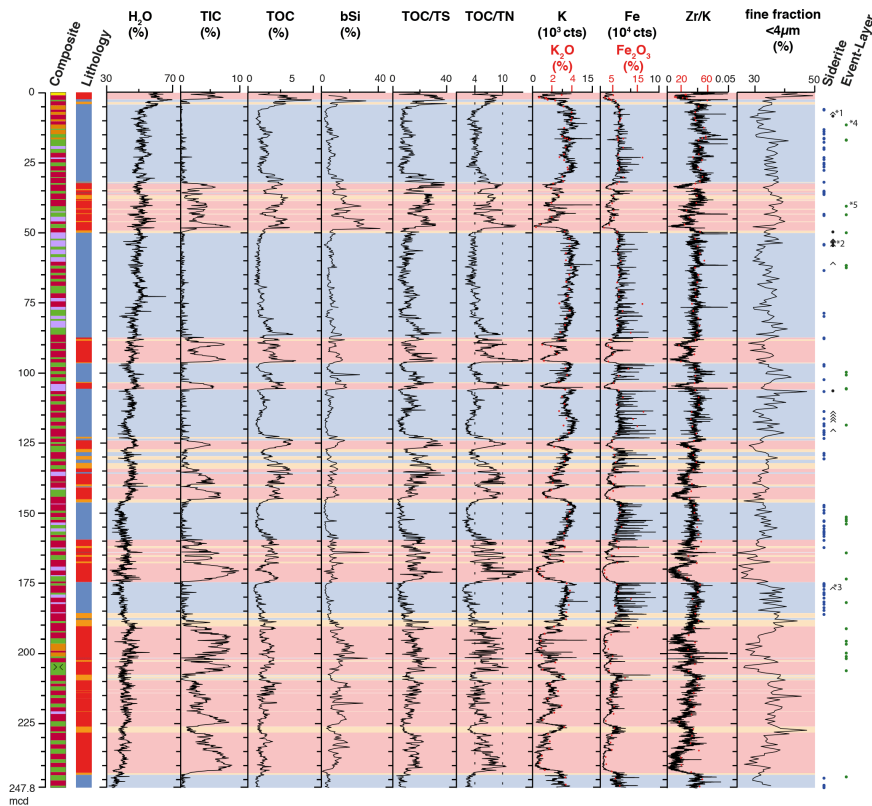 Composite
Lithology
H2O
(%)
TIC
(%)
TOC
(%)
bSi
(%)
TOC/TS
TOC/TN
K
(10³ cts)
K2O
(%)
Fe
(10⁴ cts)
Fe2O3
(%)
Zr/K
fine fraction
<4µm
(%)
Siderite
Event-Layer
30 70 0 10 0 5 0 40 0 40 4 10 0 15 5 10 0 0.05 50
2 4 5 15 20 60 30
0
25
50
75
100
125
150
175
200
225
247.8
mcd
*1
*4
*5
*2
*3